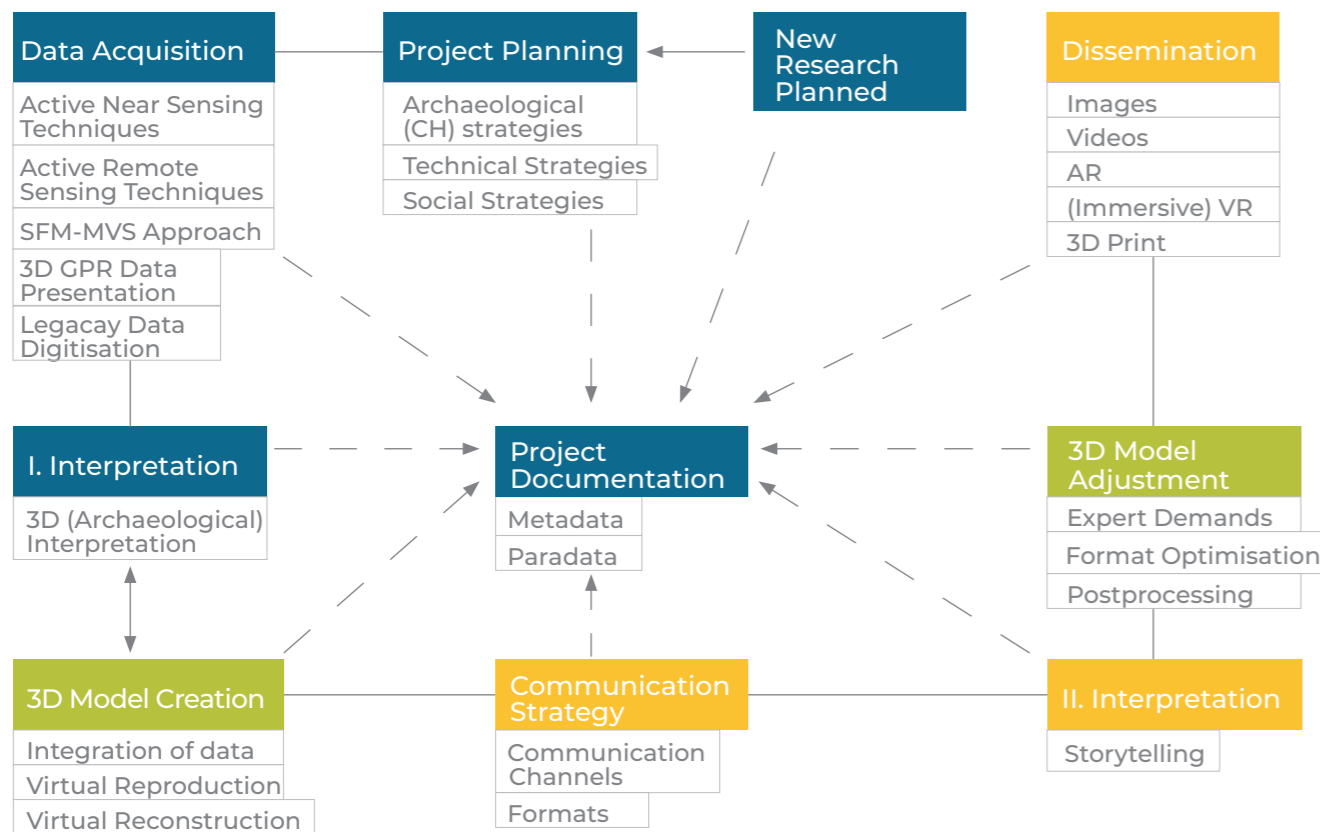 Data Acquisition
Active Near Sensing
Techniques
Active Remote
Sensing Techniques
SFM-MVS Approach
3D GPR Data
Presentation
Legacay Data
Digitisation
Project Planning
Archaeological
(CH) strategies
Technical Strategies
Social Strategies
New
Research
Planned
Dissemination
Images
Videos
AR
(Immersive) VR
3D Print
I. Interpretation
3D (Archaeological)
Interpretation
Project
Documentation
Metadata
Paradata
3D Model
Adjustment
Expert Demands
Format Optimisation
Postprocessing
3D Model Creation
Integration of data
Virtual Reproduction
Virtual Reconstruction
Communication
Strategy
Communication
Channels
Formats
II. Interpretation
Storytelling